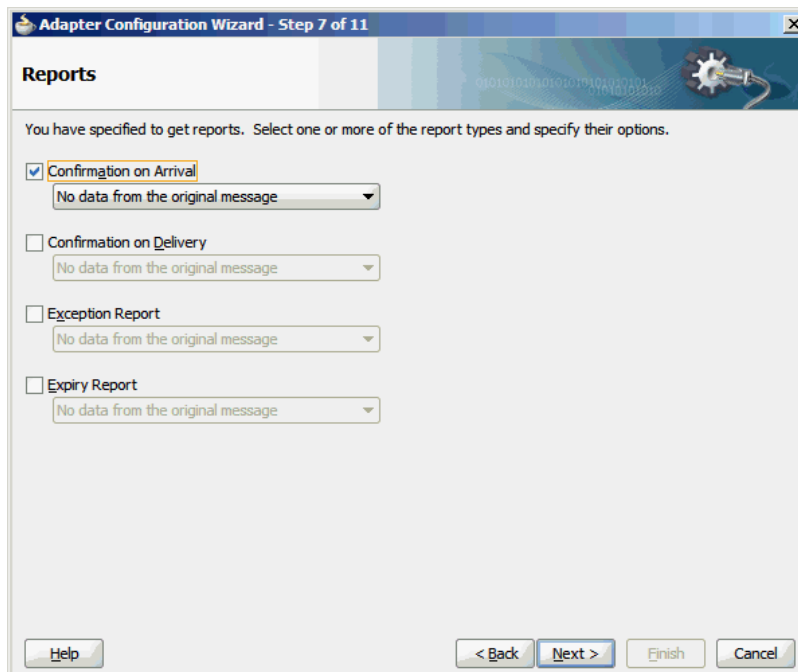 Adapter Configuration Wizard - Step 7 of 11
Reports
You have specified to get reports. Select one or more of the report types and specify their options.
Confirmation on Arrival
No data from the original message
Confirmation on Delivery
No data from the original message
Exception Report
No data from the original message
Expiry Report
No data from the original message
Help
< Back
Next >
Finish
Cancel